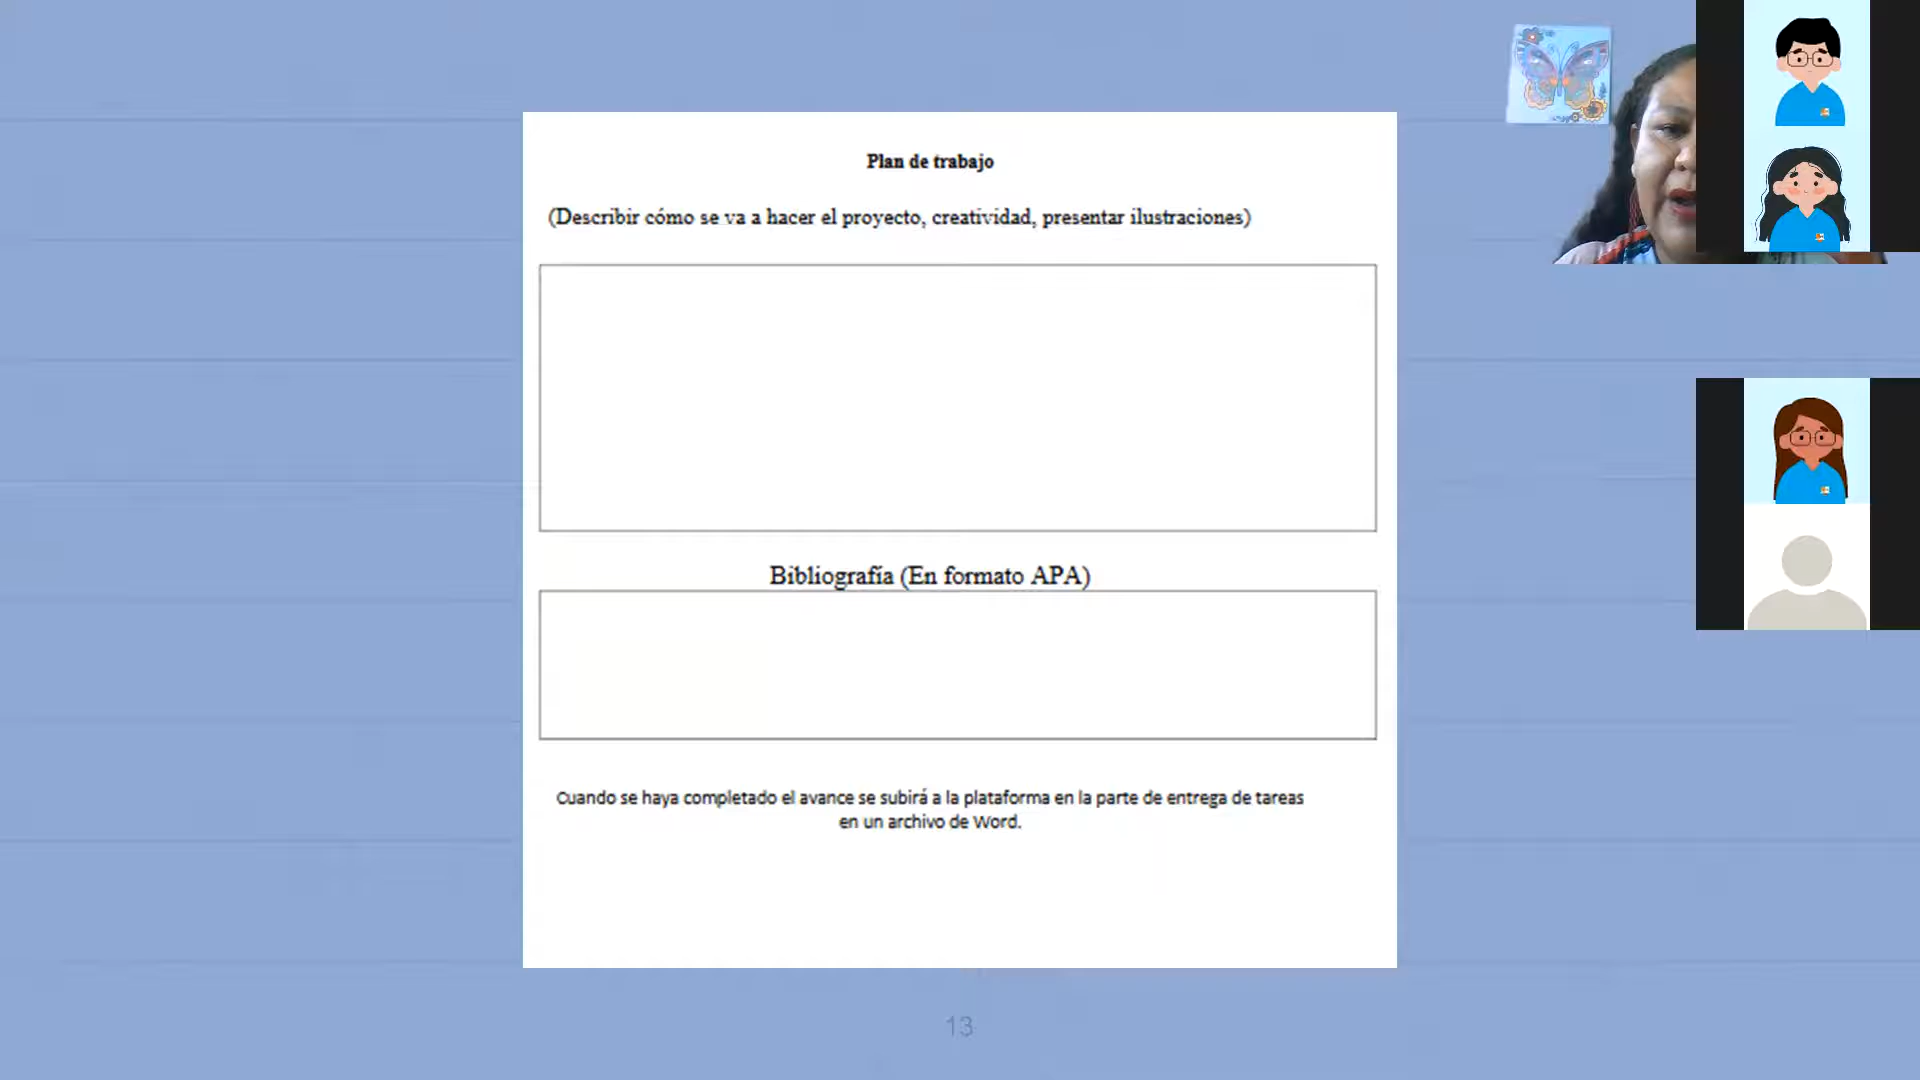 Plan de trabajo
(Describir cómo se va a hacer el proyecto, creatividad, presentar ilustraciones)
Bibliografía (En formato APA)
Cuando se haya completado el avance se subirá a la plataforma en la parte de entrega de tareas
en un archivo de Word.
13